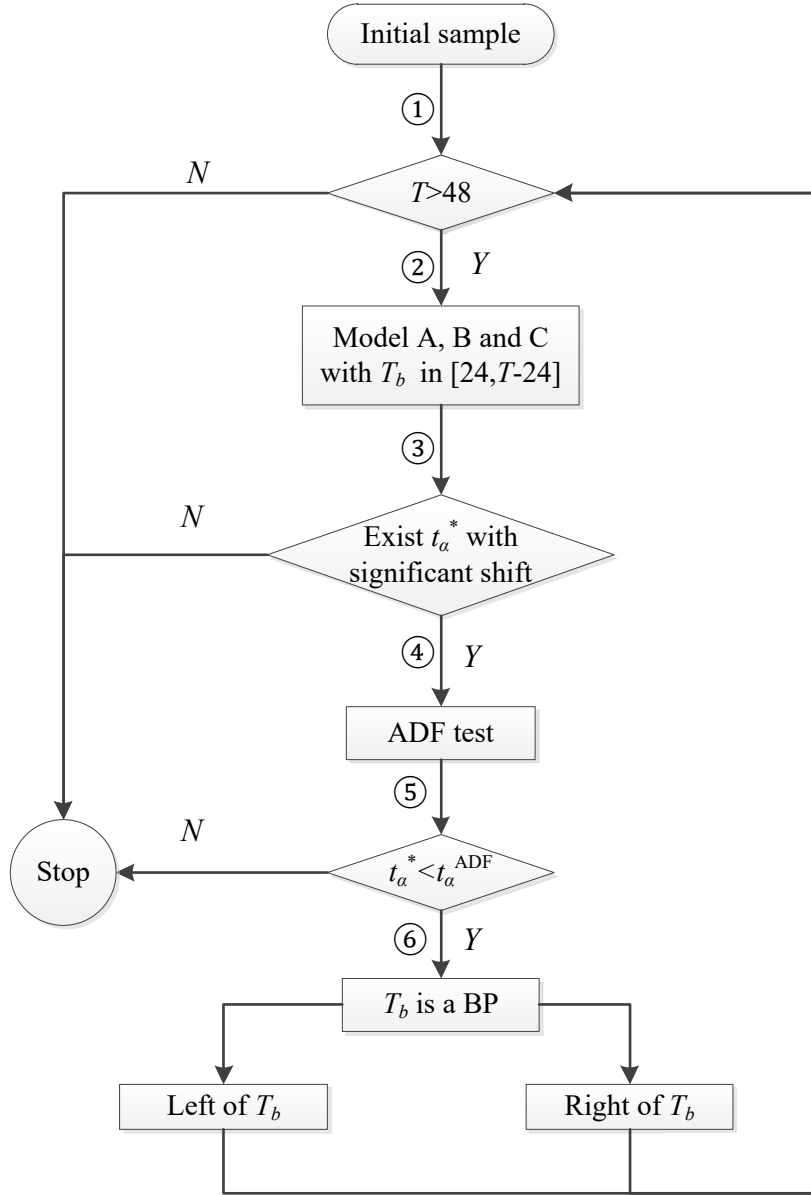 Initial sample
①
N
T>48
②
Y
Model A, B and C
with T_b in [24,T-24]
③
N
Exist t_α^* with
significant shift
④
Y
ADF test
⑤
N
Stop
t_α^*<t_α^ADF
⑥
Y
T_b is a BP
Left of T_b
Right of T_b